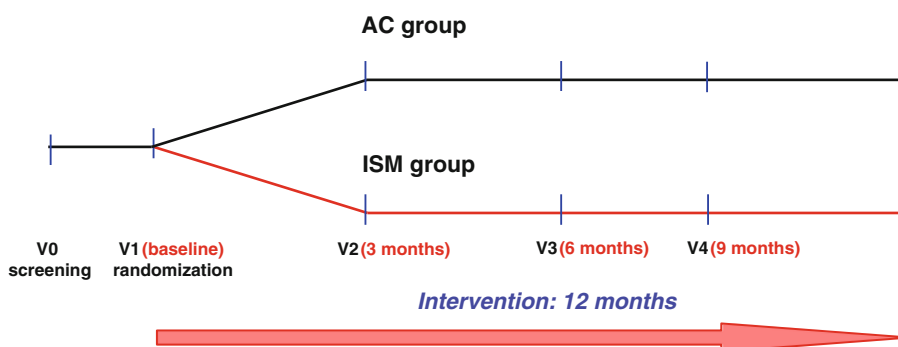 AC group
ISM group
V0 screening
V1 (baseline) randomization
V2 (3 months)
V3 (6 months)
V4 (9 months)
Intervention: 12 months